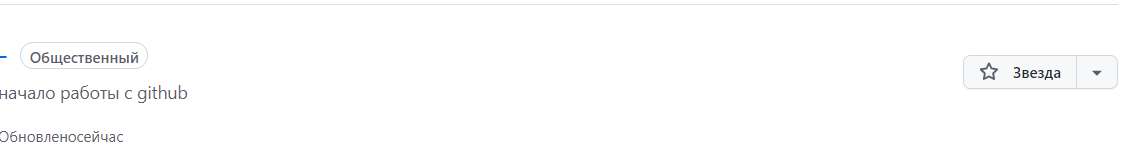 Общественный
Звезда
начало работы с github
Обновленосейчас